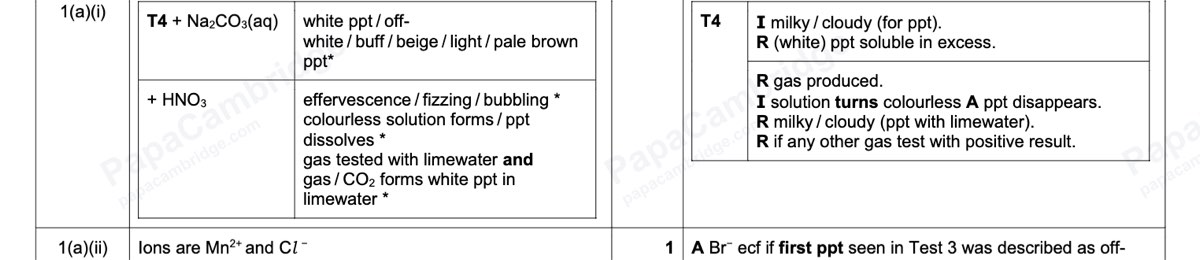 1(a)(i)
T4 + Na₂CO₃(aq)
white ppt / off-
white / buff / beige / light / pale brown
ppt*
T4
I milky / cloudy (for ppt).
R (white) ppt soluble in excess.
+ HNO₃
effervescence / fizzing / bubbling *
colourless solution forms / ppt
dissolves *
gas tested with limewater and
gas / CO₂ forms white ppt in
limewater *
R gas produced.
I solution turns colourless A ppt disappears.
R milky / cloudy (ppt with limewater).
R if any other gas test with positive result.
1(a)(ii)
Ions are Mn²⁺ and Cl⁻
1
A Br⁻ ecf if first ppt seen in Test 3 was described as off-
PapaCambridge
papacambridge.com
PapaCambridge